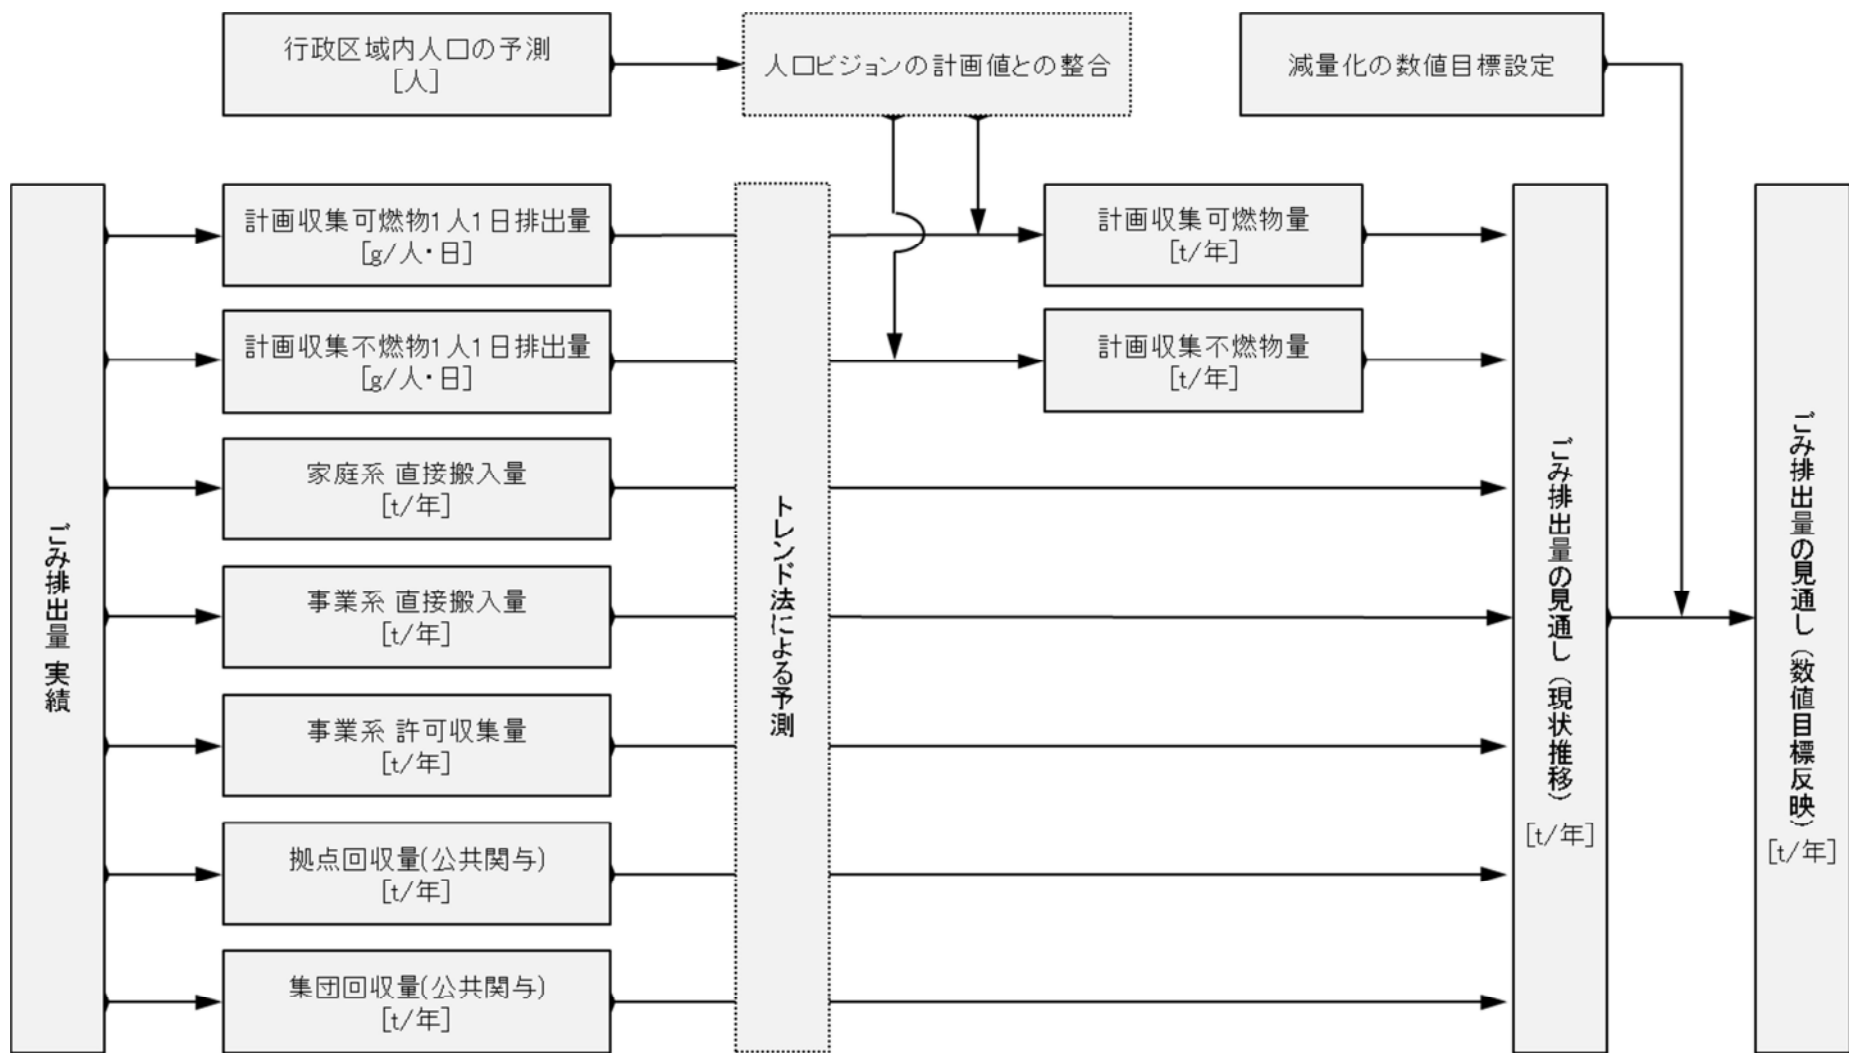 行政区域内人口の予測
[人]
人口ビジョンの計画値との整合
減量化の数値目標設定
ごみ排出量 実績
計画収集可燃物1人1日排出量
[g/人・日]
計画収集不燃物1人1日排出量
[g/人・日]
家庭系 直接搬入量
[t/年]
事業系 直接搬入量
[t/年]
事業系 許可収集量
[t/年]
拠点回収量(公共関与)
[t/年]
集団回収量(公共関与)
[t/年]
トレンド法による予測
計画収集可燃物量
[t/年]
計画収集不燃物量
[t/年]
ごみ排出量の見通し(現状推移)
[t/年]
ごみ排出量の見通し(数値目標反映)
[t/年]